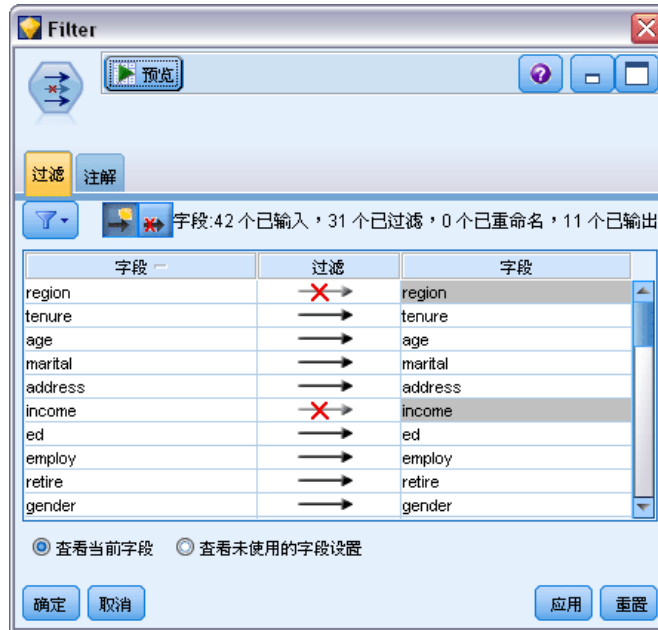 Filter
预览
过滤 注解
字段:42 个已输入，31 个已过滤，0 个已重命名，11 个已输出
字段 过滤 字段
region region
tenure tenure
age age
marital marital
address address
income income
ed ed
employ employ
retire retire
gender gender
查看当前字段 查看未使用的字段设置
确定 取消 应用 重置